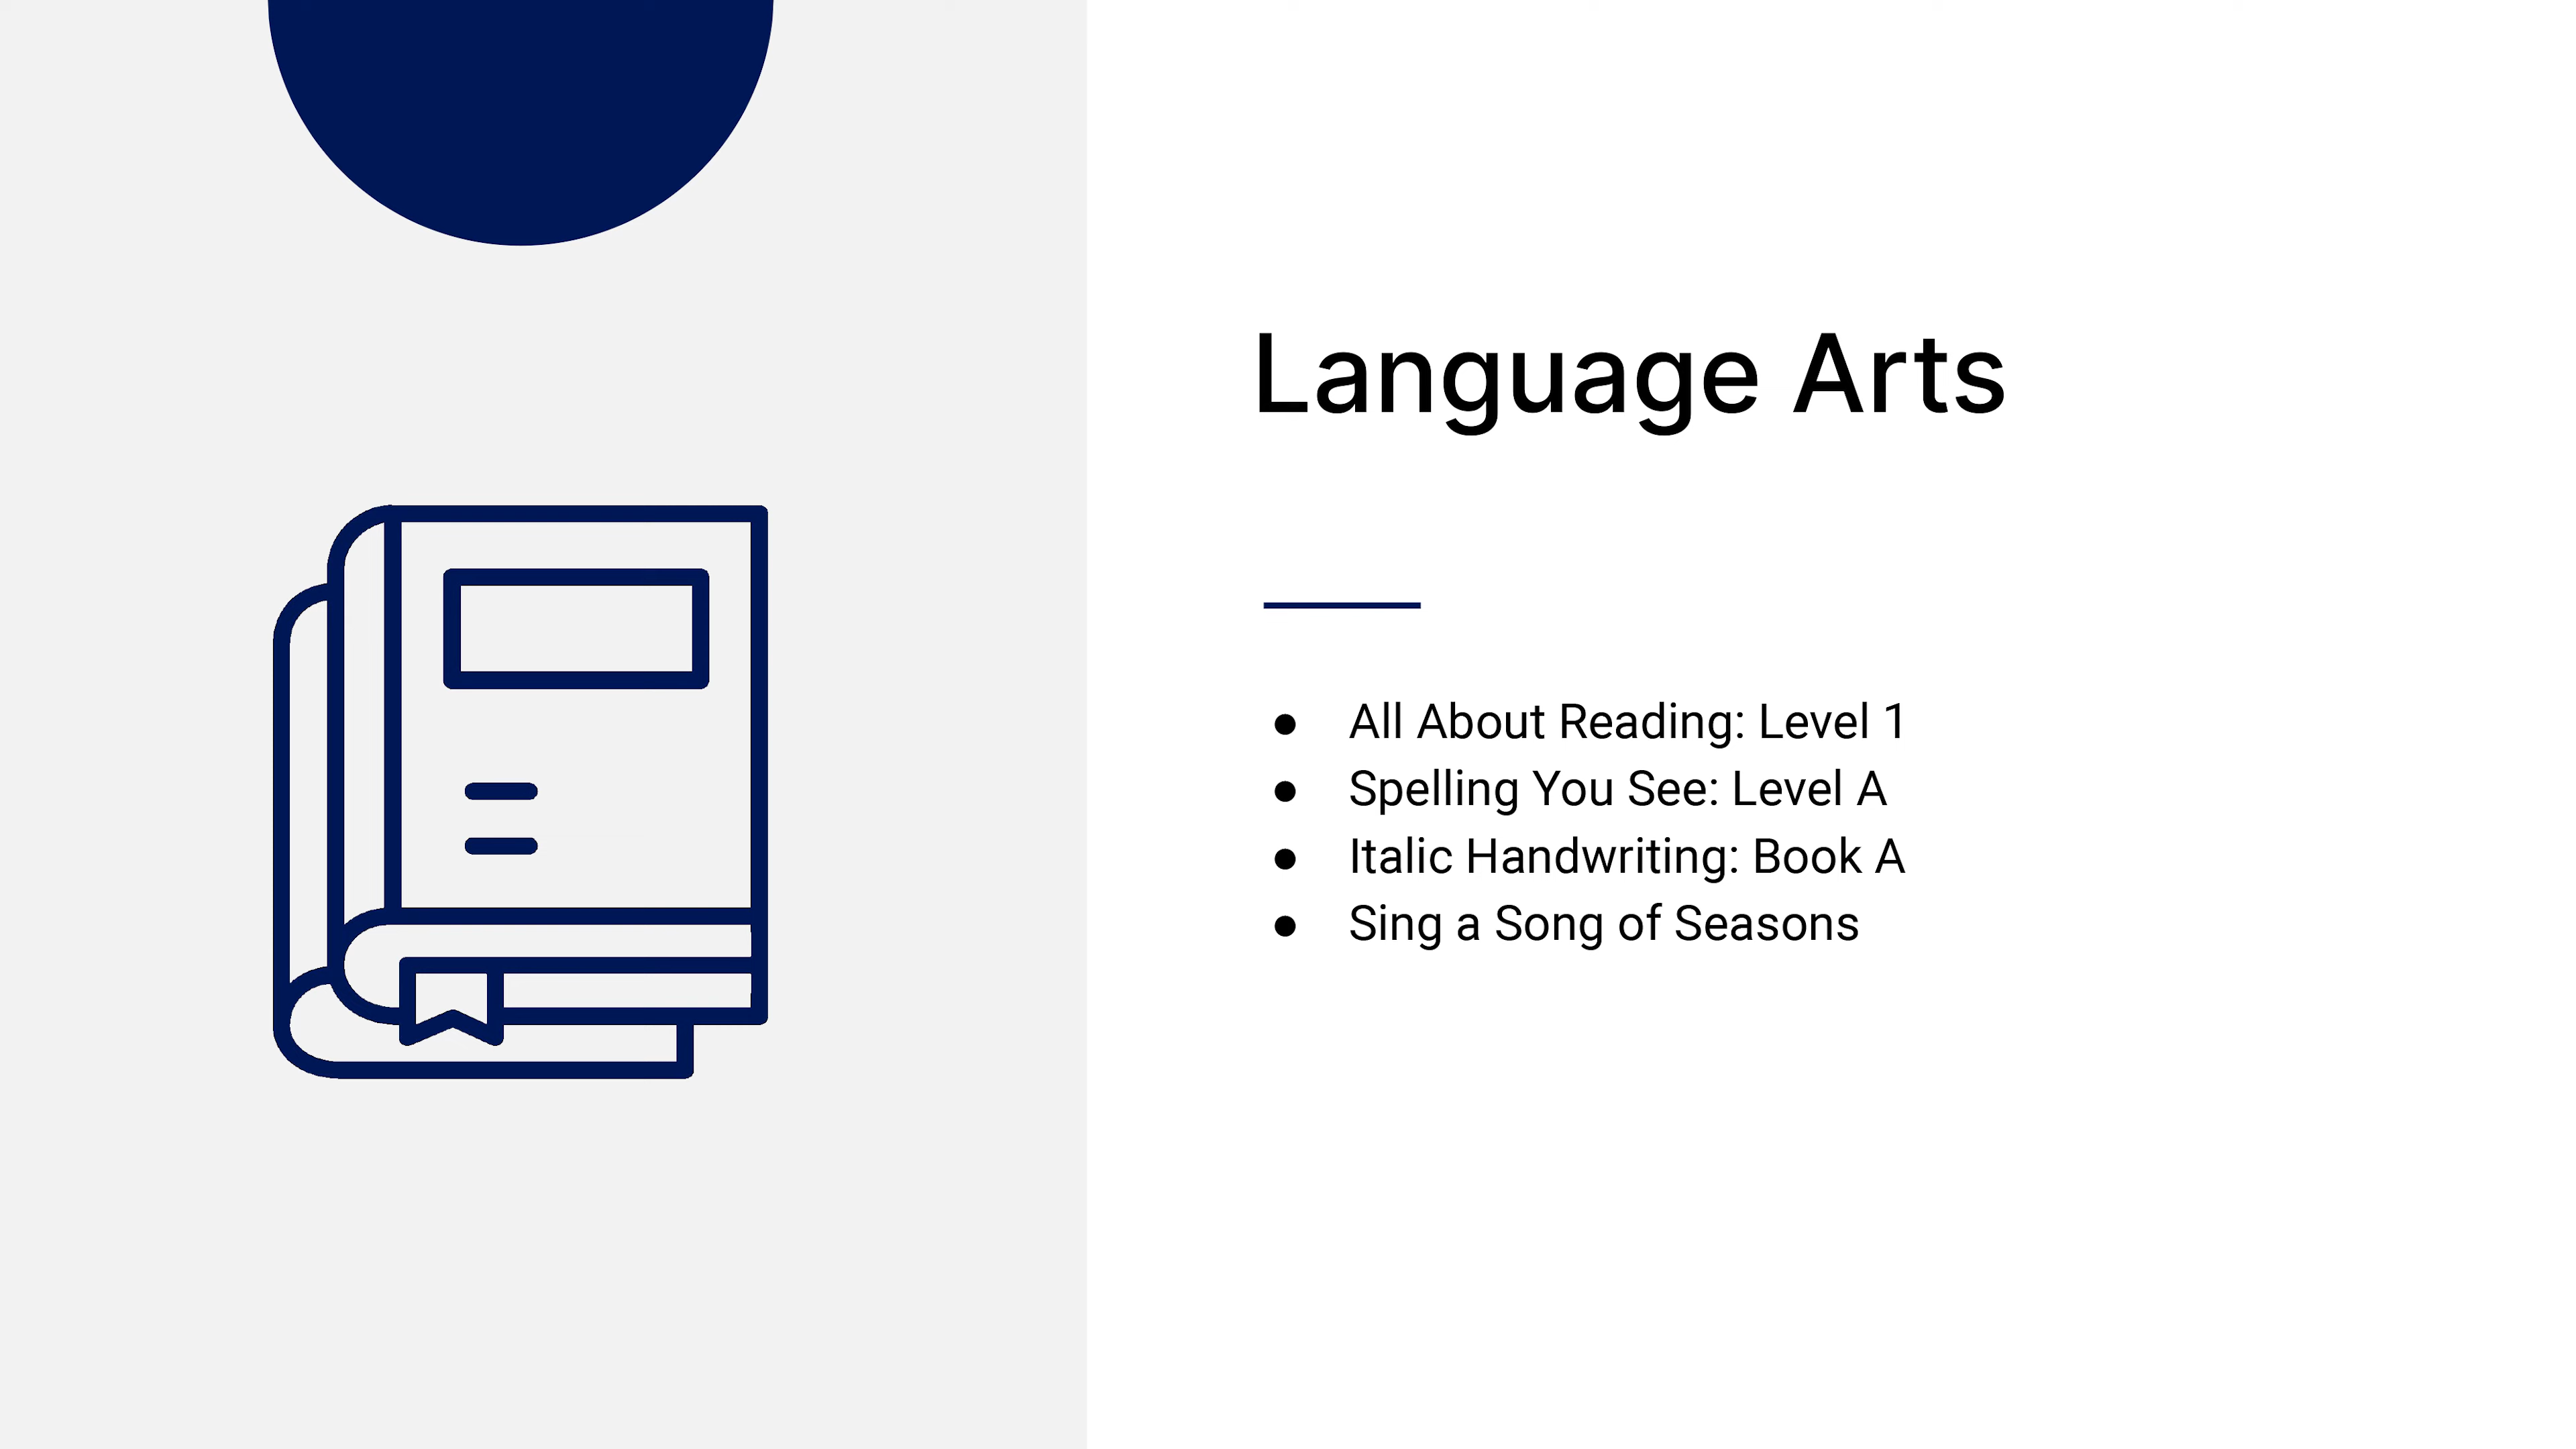 Language Arts
● All About Reading: Level 1
● Spelling You See: Level A
● Italic Handwriting: Book A
● Sing a Song of Seasons